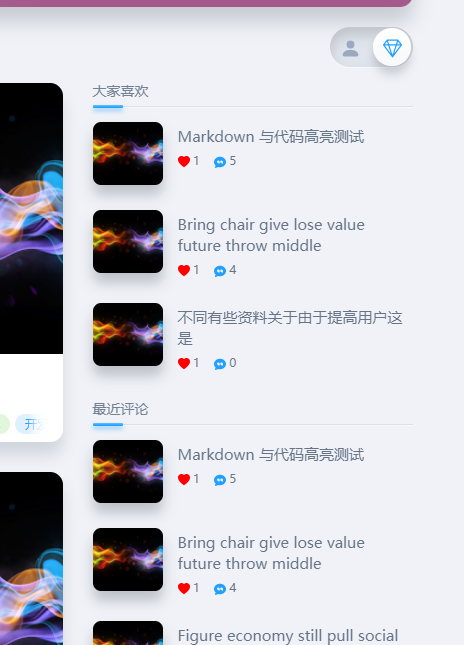 大家喜欢
Markdown 与代码高亮测试
1 5
Bring chair give lose value
future throw middle
1 4
不同有些资料关于由于提高用户这
是
1 0
开
最近评论
Markdown 与代码高亮测试
1 5
Bring chair give lose value
future throw middle
1 4
Figure economy still pull social